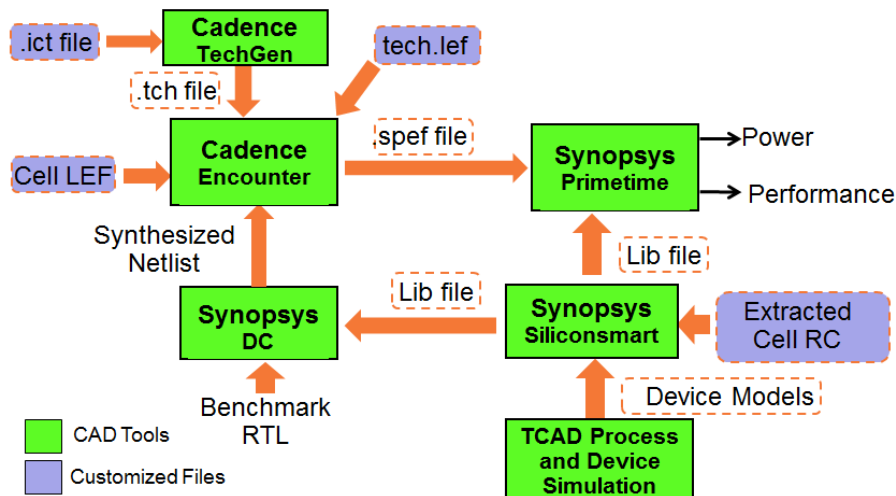 .ict file
Cadence
TechGen
tech.lef
.tch file
.spef file
Cadence
Encounter
Cell LEF
Synopsys
Primetime
Power
Performance
Synthesized
Netlist
Lib file
Lib file
Synopsys
DC
Synopsys
Siliconsmart
Extracted
Cell RC
Benchmark
RTL
Device Models
CAD Tools
Customized Files
TCAD Process
and Device
Simulation